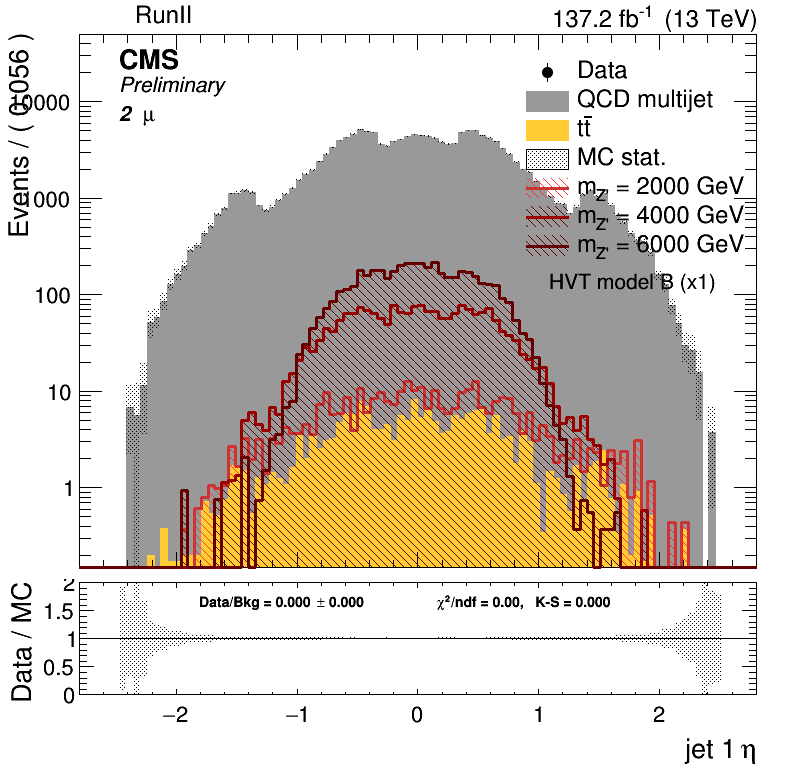 RunII 137.2 fb⁻¹ (13 TeV)
CMS
Preliminary
2 μ
Events / ( 0.056 )
10000
1000
100
10
1
Data
QCD multijet
tt̄
MC stat.
m_Z' = 2000 GeV
m_Z' = 4000 GeV
m_Z' = 6000 GeV
HVT model B (x1)
Data / MC
2
1.5
1
0.5
0
Data/Bkg = 0.000 ± 0.000 χ²/ndf = 0.00, K-S = 0.000
−2 −1 0 1 2
jet 1 η